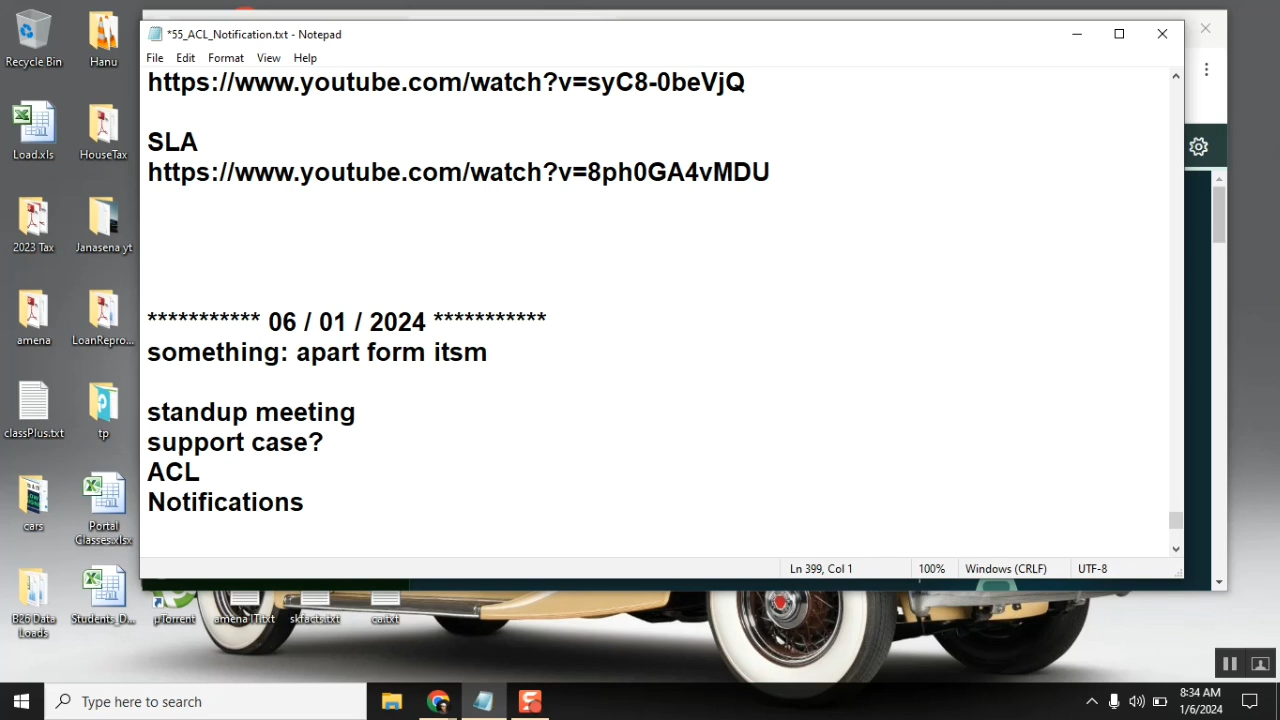 *55_ACL_Notification.txt - Notepad
File Edit Format View Help
https://www.youtube.com/watch?v=syC8-0beVjQ
SLA
https://www.youtube.com/watch?v=8ph0GA4vMDU
*********** 06 / 01 / 2024 ***********
something: apart form itsm
standup meeting
support case?
ACL
Notifications
Ln 399, Col 1 100% Windows (CRLF) UTF-8
Recycle Bin Hanu
Load.xls HouseTax
2023 Tax Janasena yt
amena LoanRepro...
classPlus.txt tp
cars Portal Classes.xlsx
B26 Data Loads Students_D... µTorrent amena IT.txt skfacts.txt ca.txt
Type here to search
8:34 AM
1/6/2024